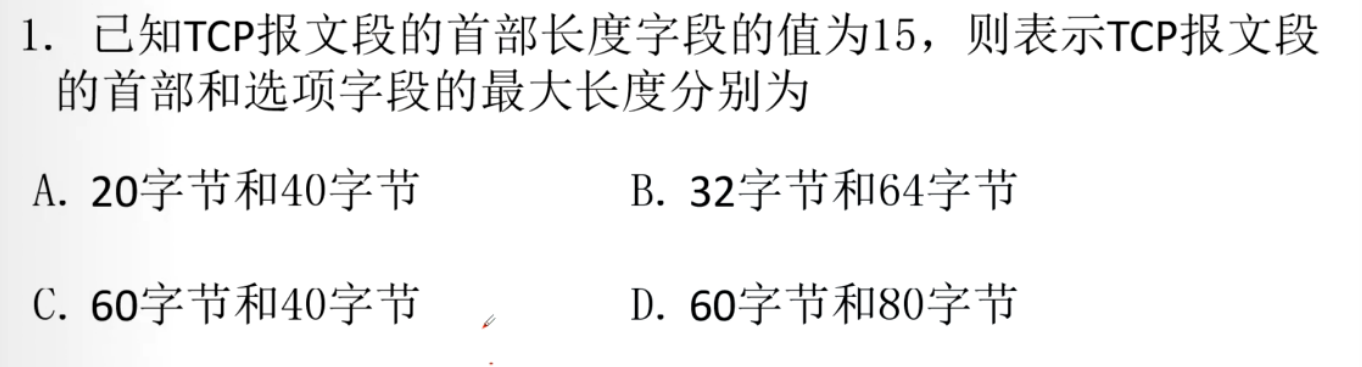 1. 已知TCP报文段的首部长度字段的值为15，则表示TCP报文段
的首部和选项字段的最大长度分别为
A. 20字节和40字节 B. 32字节和64字节
C. 60字节和40字节 D. 60字节和80字节